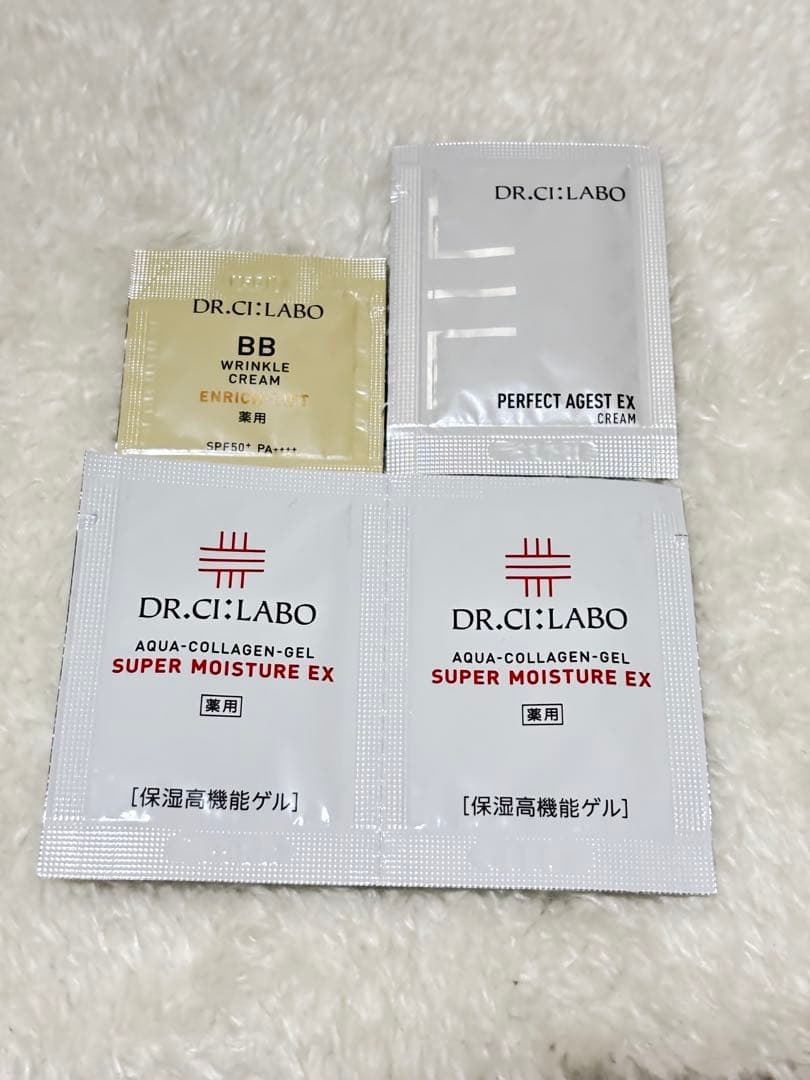 DR.CI:LABO
BB
WRINKLE
CREAM
ENRICH-LIFT
薬用
SPF50+ PA++++
DR.CI:LABO
PERFECT AGEST EX
CREAM
DR.CI:LABO
AQUA-COLLAGEN-GEL
SUPER MOISTURE EX
薬用
[保湿高機能ゲル]
DR.CI:LABO
AQUA-COLLAGEN-GEL
SUPER MOISTURE EX
薬用
[保湿高機能ゲル]